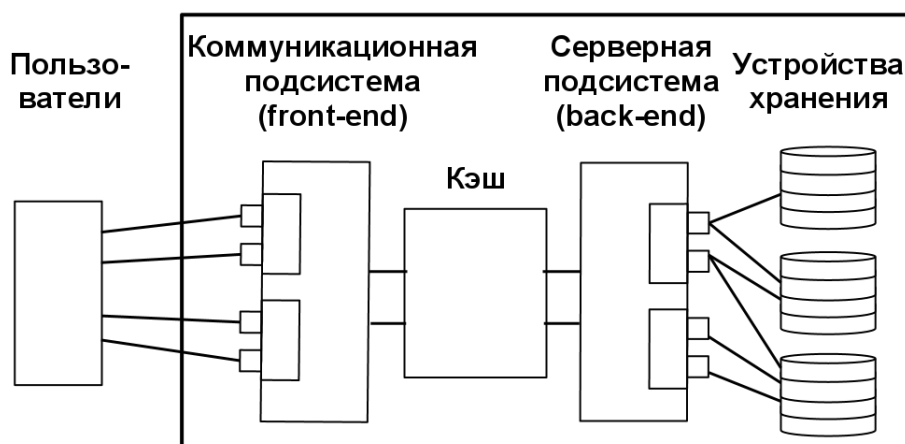 Пользо-
ватели
Коммуникационная
подсистема
(front-end)
Кэш
Серверная
подсистема
(back-end)
Устройства
хранения